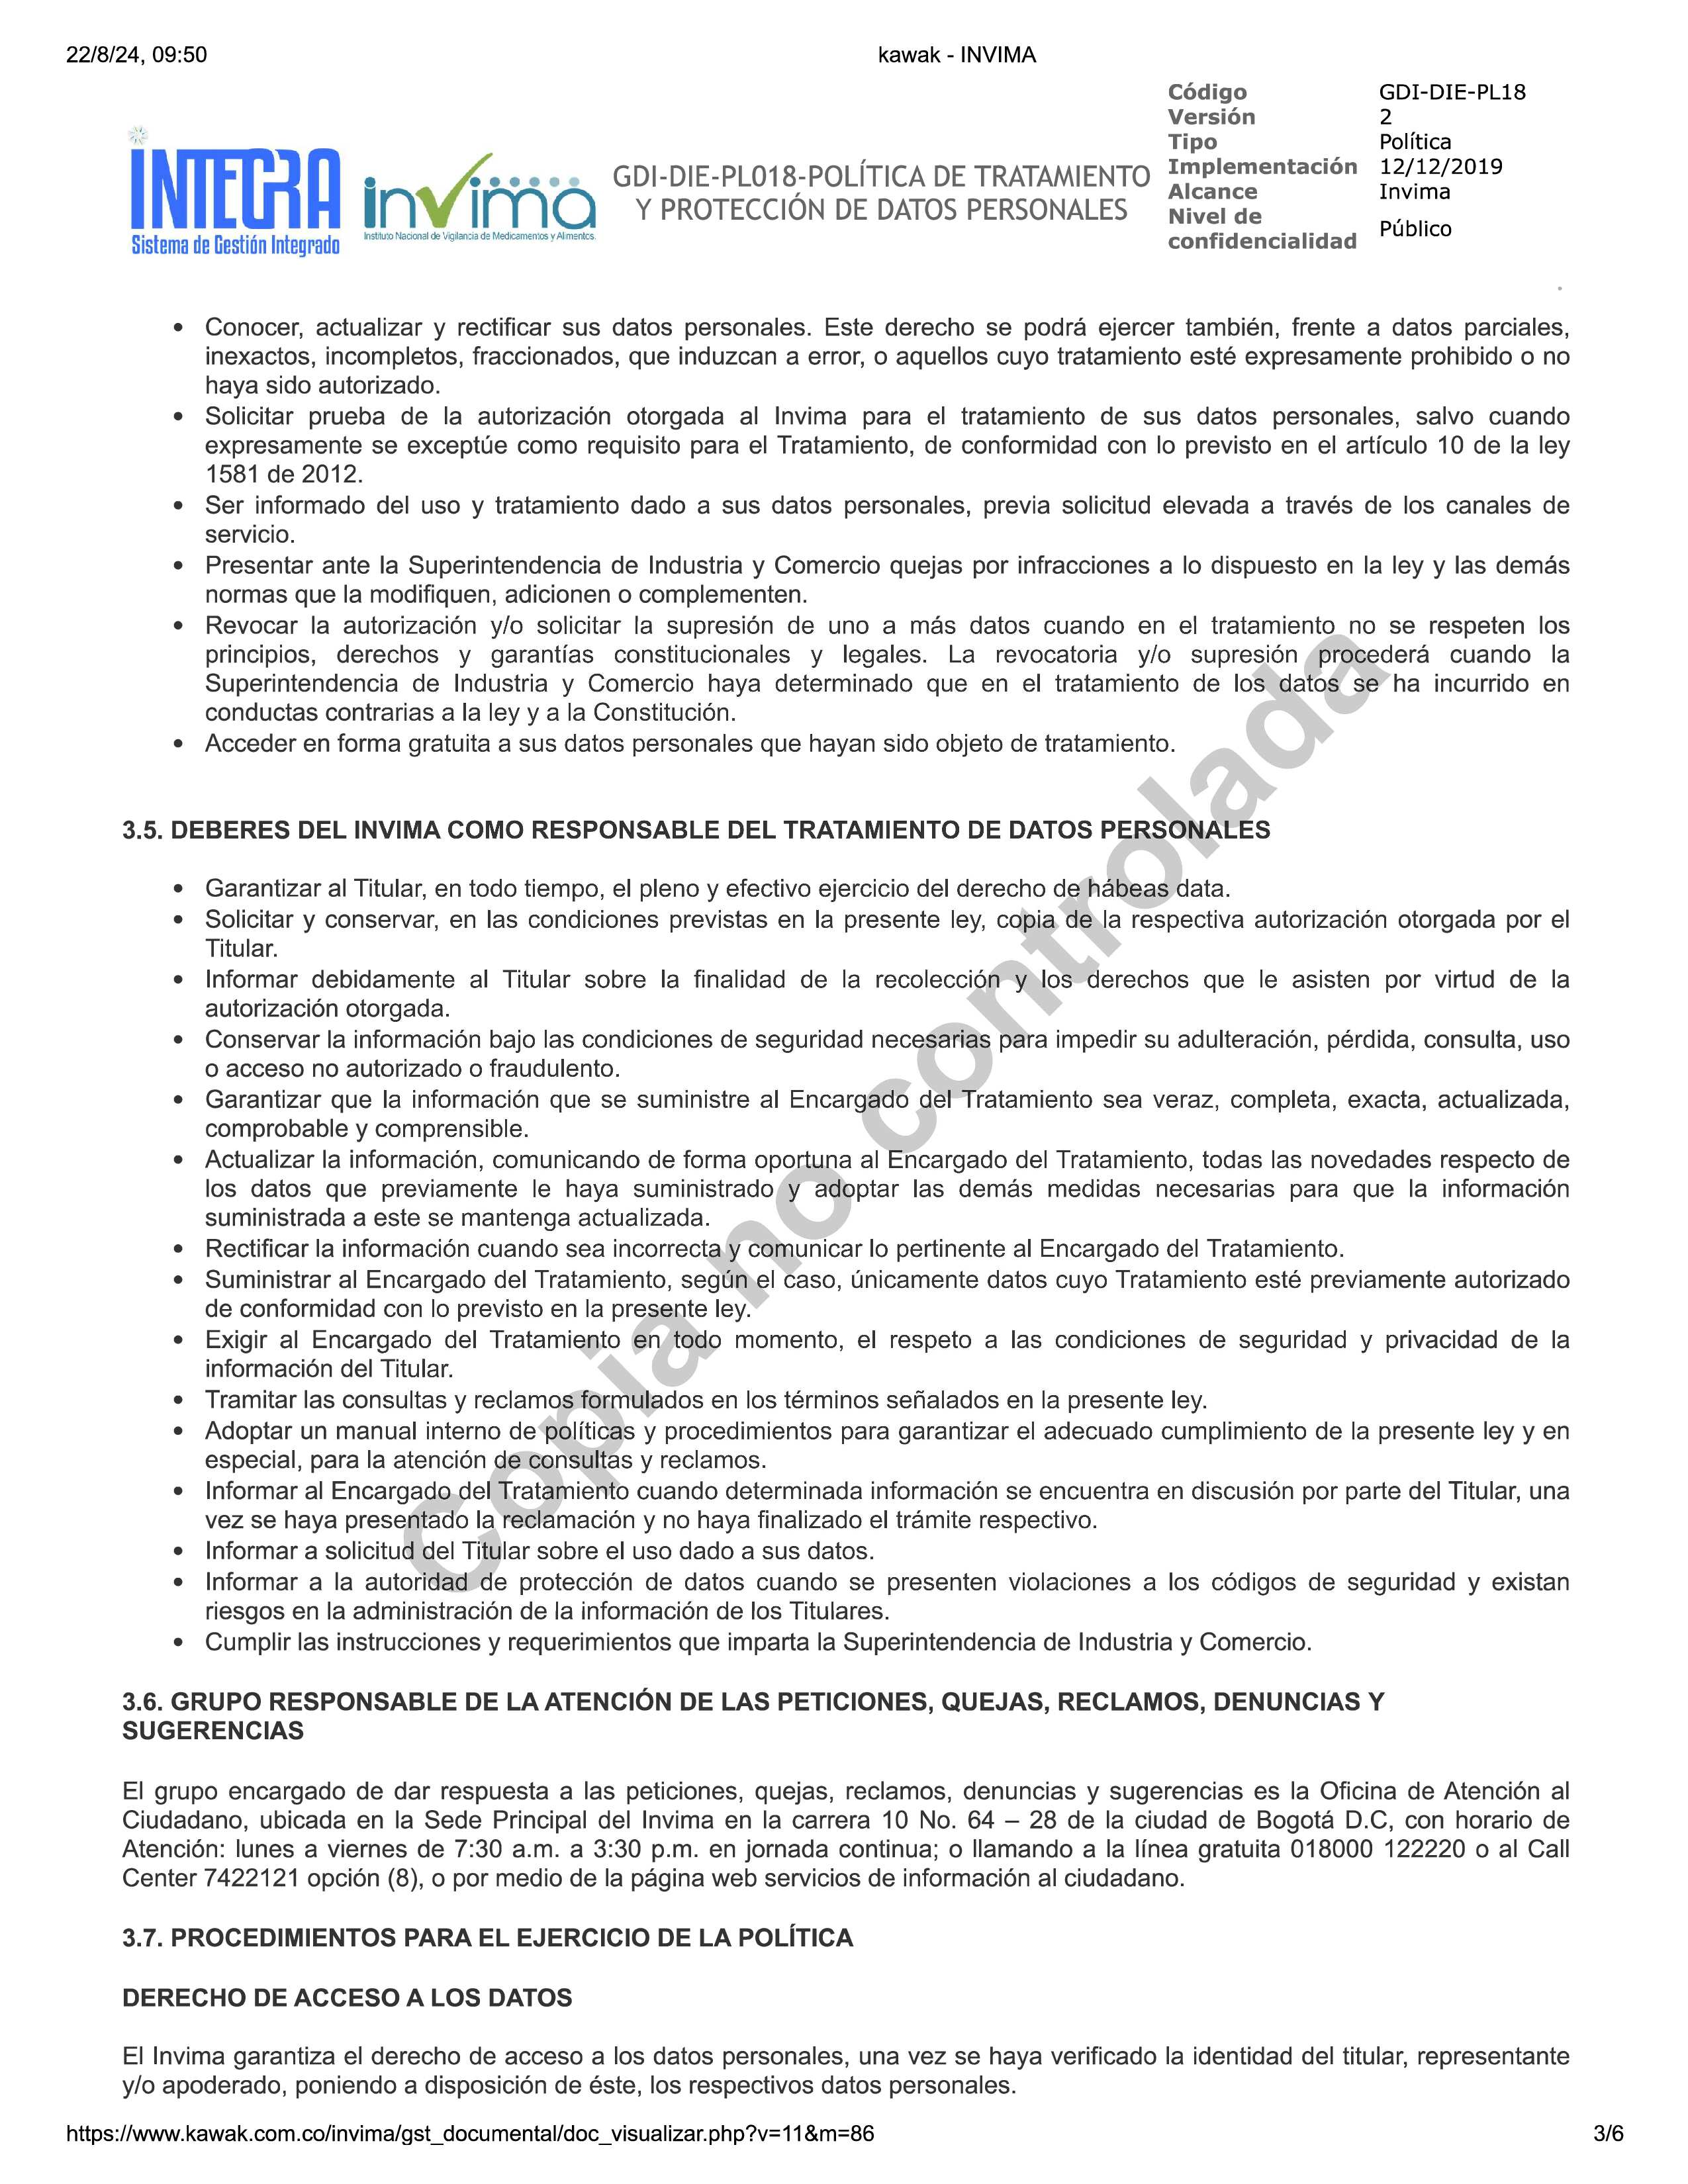 22/8/24, 09:50
kawak - INVIMA
INTEGRA
Sistema de Gestión Integrado
invima
Instituto Nacional de Vigilancia de Medicamentos y Alimentos.
GDI-DIE-PL018-POLÍTICA DE TRATAMIENTO
Y PROTECCIÓN DE DATOS PERSONALES
Código GDI-DIE-PL18
Versión 2
Tipo Política
Implementación 12/12/2019
Alcance Invima
Nivel de
confidencialidad Público
• Conocer, actualizar y rectificar sus datos personales. Este derecho se podrá ejercer también, frente a datos parciales,
inexactos, incompletos, fraccionados, que induzcan a error, o aquellos cuyo tratamiento esté expresamente prohibido o no
haya sido autorizado.
• Solicitar prueba de la autorización otorgada al Invima para el tratamiento de sus datos personales, salvo cuando
expresamente se exceptúe como requisito para el Tratamiento, de conformidad con lo previsto en el artículo 10 de la ley
1581 de 2012.
• Ser informado del uso y tratamiento dado a sus datos personales, previa solicitud elevada a través de los canales de
servicio.
• Presentar ante la Superintendencia de Industria y Comercio quejas por infracciones a lo dispuesto en la ley y las demás
normas que la modifiquen, adicionen o complementen.
• Revocar la autorización y/o solicitar la supresión de uno a más datos cuando en el tratamiento no se respeten los
principios, derechos y garantías constitucionales y legales. La revocatoria y/o supresión procederá cuando la
Superintendencia de Industria y Comercio haya determinado que en el tratamiento de los datos se ha incurrido en
conductas contrarias a la ley y a la Constitución.
• Acceder en forma gratuita a sus datos personales que hayan sido objeto de tratamiento.
3.5. DEBERES DEL INVIMA COMO RESPONSABLE DEL TRATAMIENTO DE DATOS PERSONALES
• Garantizar al Titular, en todo tiempo, el pleno y efectivo ejercicio del derecho de hábeas data.
• Solicitar y conservar, en las condiciones previstas en la presente ley, copia de la respectiva autorización otorgada por el
Titular.
• Informar debidamente al Titular sobre la finalidad de la recolección y los derechos que le asisten por virtud de la
autorización otorgada.
• Conservar la información bajo las condiciones de seguridad necesarias para impedir su adulteración, pérdida, consulta, uso
o acceso no autorizado o fraudulento.
• Garantizar que la información que se suministre al Encargado del Tratamiento sea veraz, completa, exacta, actualizada,
comprobable y comprensible.
• Actualizar la información, comunicando de forma oportuna al Encargado del Tratamiento, todas las novedades respecto de
los datos que previamente le haya suministrado y adoptar las demás medidas necesarias para que la información
suministrada a este se mantenga actualizada.
• Rectificar la información cuando sea incorrecta y comunicar lo pertinente al Encargado del Tratamiento.
• Suministrar al Encargado del Tratamiento, según el caso, únicamente datos cuyo Tratamiento esté previamente autorizado
de conformidad con lo previsto en la presente ley.
• Exigir al Encargado del Tratamiento en todo momento, el respeto a las condiciones de seguridad y privacidad de la
información del Titular.
• Tramitar las consultas y reclamos formulados en los términos señalados en la presente ley.
• Adoptar un manual interno de políticas y procedimientos para garantizar el adecuado cumplimiento de la presente ley y en
especial, para la atención de consultas y reclamos.
• Informar al Encargado del Tratamiento cuando determinada información se encuentra en discusión por parte del Titular, una
vez se haya presentado la reclamación y no haya finalizado el trámite respectivo.
• Informar a solicitud del Titular sobre el uso dado a sus datos.
• Informar a la autoridad de protección de datos cuando se presenten violaciones a los códigos de seguridad y existan
riesgos en la administración de la información de los Titulares.
• Cumplir las instrucciones y requerimientos que imparta la Superintendencia de Industria y Comercio.
3.6. GRUPO RESPONSABLE DE LA ATENCIÓN DE LAS PETICIONES, QUEJAS, RECLAMOS, DENUNCIAS Y
SUGERENCIAS
El grupo encargado de dar respuesta a las peticiones, quejas, reclamos, denuncias y sugerencias es la Oficina de Atención al
Ciudadano, ubicada en la Sede Principal del Invima en la carrera 10 No. 64 – 28 de la ciudad de Bogotá D.C, con horario de
Atención: lunes a viernes de 7:30 a.m. a 3:30 p.m. en jornada continua; o llamando a la línea gratuita 018000 122220 o al Call
Center 7422121 opción (8), o por medio de la página web servicios de información al ciudadano.
3.7. PROCEDIMIENTOS PARA EL EJERCICIO DE LA POLÍTICA
DERECHO DE ACCESO A LOS DATOS
El Invima garantiza el derecho de acceso a los datos personales, una vez se haya verificado la identidad del titular, representante
y/o apoderado, poniendo a disposición de éste, los respectivos datos personales.
Copia no controlada
https://www.kawak.com.co/invima/gst_documental/doc_visualizar.php?v=11&m=86
3/6